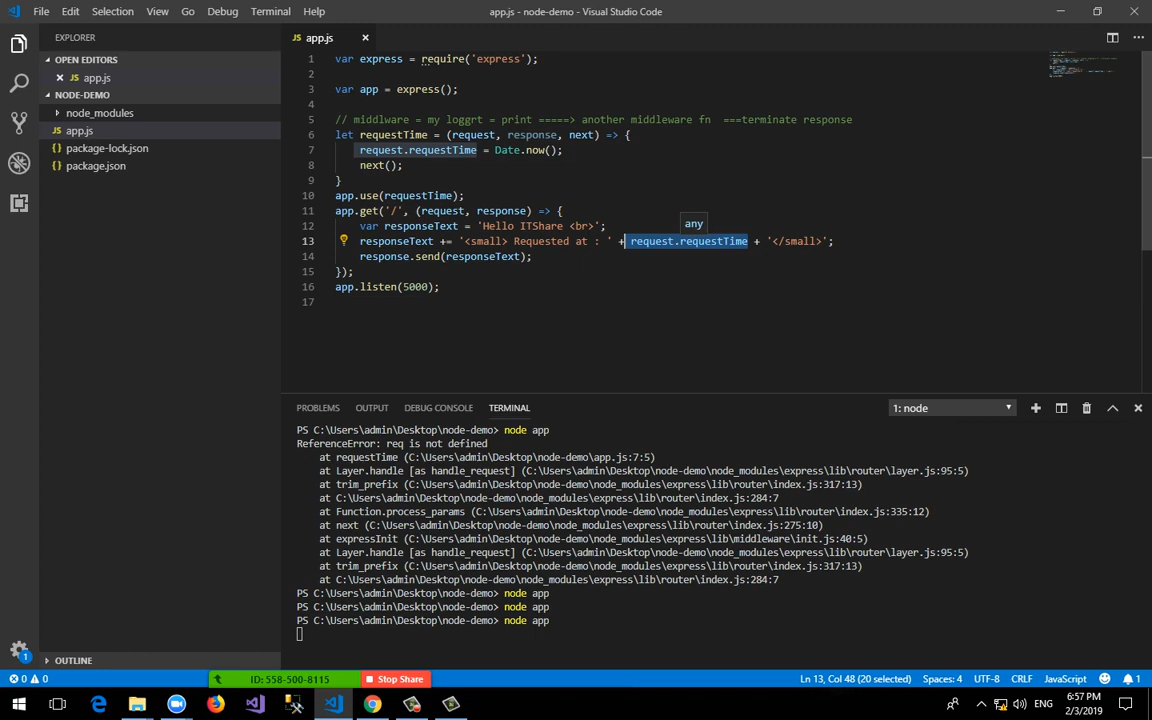 File Edit Selection View Go Debug Terminal Help app.js - node-demo - Visual Studio Code
EXPLORER
OPEN EDITORS
JS app.js
NODE-DEMO
node_modules
JS app.js
{} package-lock.json
{} package.json
OUTLINE
JS app.js
1 var express = require('express');
2
3 var app = express();
4
5 // middlware = my loggrt = print =====> another middleware fn  ===terminate response
6 let requestTime = (request, response, next) => {
7     request.requestTime = Date.now();
8     next();
9 }
10 app.use(requestTime);
11 app.get('/', (request, response) => {
any
12     var responseText = 'Hello ITShare <br>';
13     responseText += '<small> Requested at : ' + request.requestTime + '</small>';
14     response.send(responseText);
15 });
16 app.listen(5000);
17
PROBLEMS OUTPUT DEBUG CONSOLE TERMINAL 1: node
PS C:\Users\admin\Desktop\node-demo> node app
ReferenceError: req is not defined
    at requestTime (C:\Users\admin\Desktop\node-demo\app.js:7:5)
    at Layer.handle [as handle_request] (C:\Users\admin\Desktop\node-demo\node_modules\express\lib\router\layer.js:95:5)
    at trim_prefix (C:\Users\admin\Desktop\node-demo\node_modules\express\lib\router\index.js:317:13)
    at C:\Users\admin\Desktop\node-demo\node_modules\express\lib\router\index.js:284:7
    at Function.process_params (C:\Users\admin\Desktop\node-demo\node_modules\express\lib\router\index.js:335:12)
    at next (C:\Users\admin\Desktop\node-demo\node_modules\express\lib\router\index.js:275:10)
    at expressInit (C:\Users\admin\Desktop\node-demo\node_modules\express\lib\middleware\init.js:40:5)
    at Layer.handle [as handle_request] (C:\Users\admin\Desktop\node-demo\node_modules\express\lib\router\layer.js:95:5)
    at trim_prefix (C:\Users\admin\Desktop\node-demo\node_modules\express\lib\router\index.js:317:13)
    at C:\Users\admin\Desktop\node-demo\node_modules\express\lib\router\index.js:284:7
PS C:\Users\admin\Desktop\node-demo> node app
PS C:\Users\admin\Desktop\node-demo> node app
PS C:\Users\admin\Desktop\node-demo> node app
1
0 0 ID: 558-500-8115 Stop Share Ln 13, Col 48 (20 selected) Spaces: 4 UTF-8 CRLF JavaScript 1
ENG 6:57 PM
2/3/2019